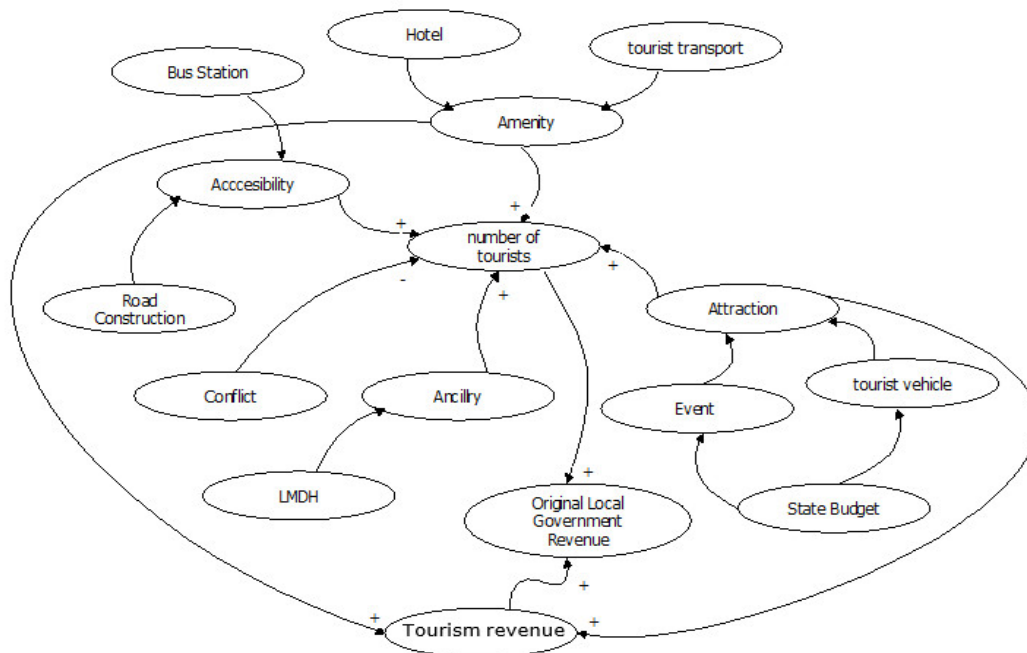 Hotel
tourist transport
Bus Station
Amenity
Acccesibility
+
+
number of
tourists
+
-
+
Road
Construction
Attraction
Conflict
Ancillry
tourist vehicle
Event
LMDH
State Budget
+
Original Local
Government
Revenue
+
+
+
Tourism revenue